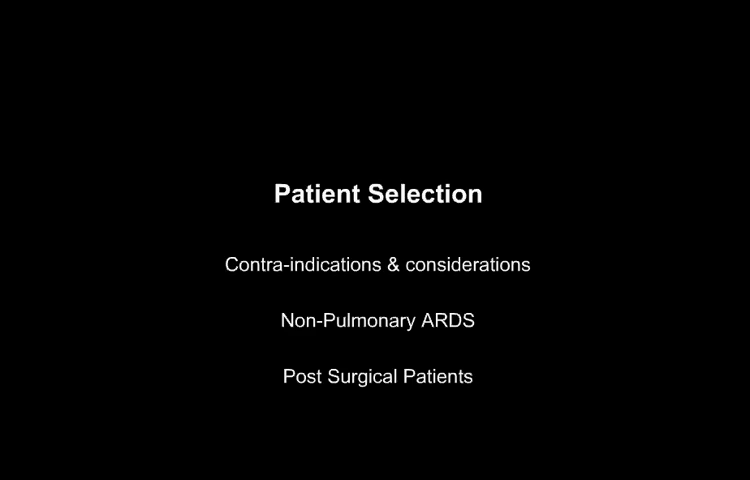 Patient Selection
Contra-indications & considerations
Non-Pulmonary ARDS
Post Surgical Patients